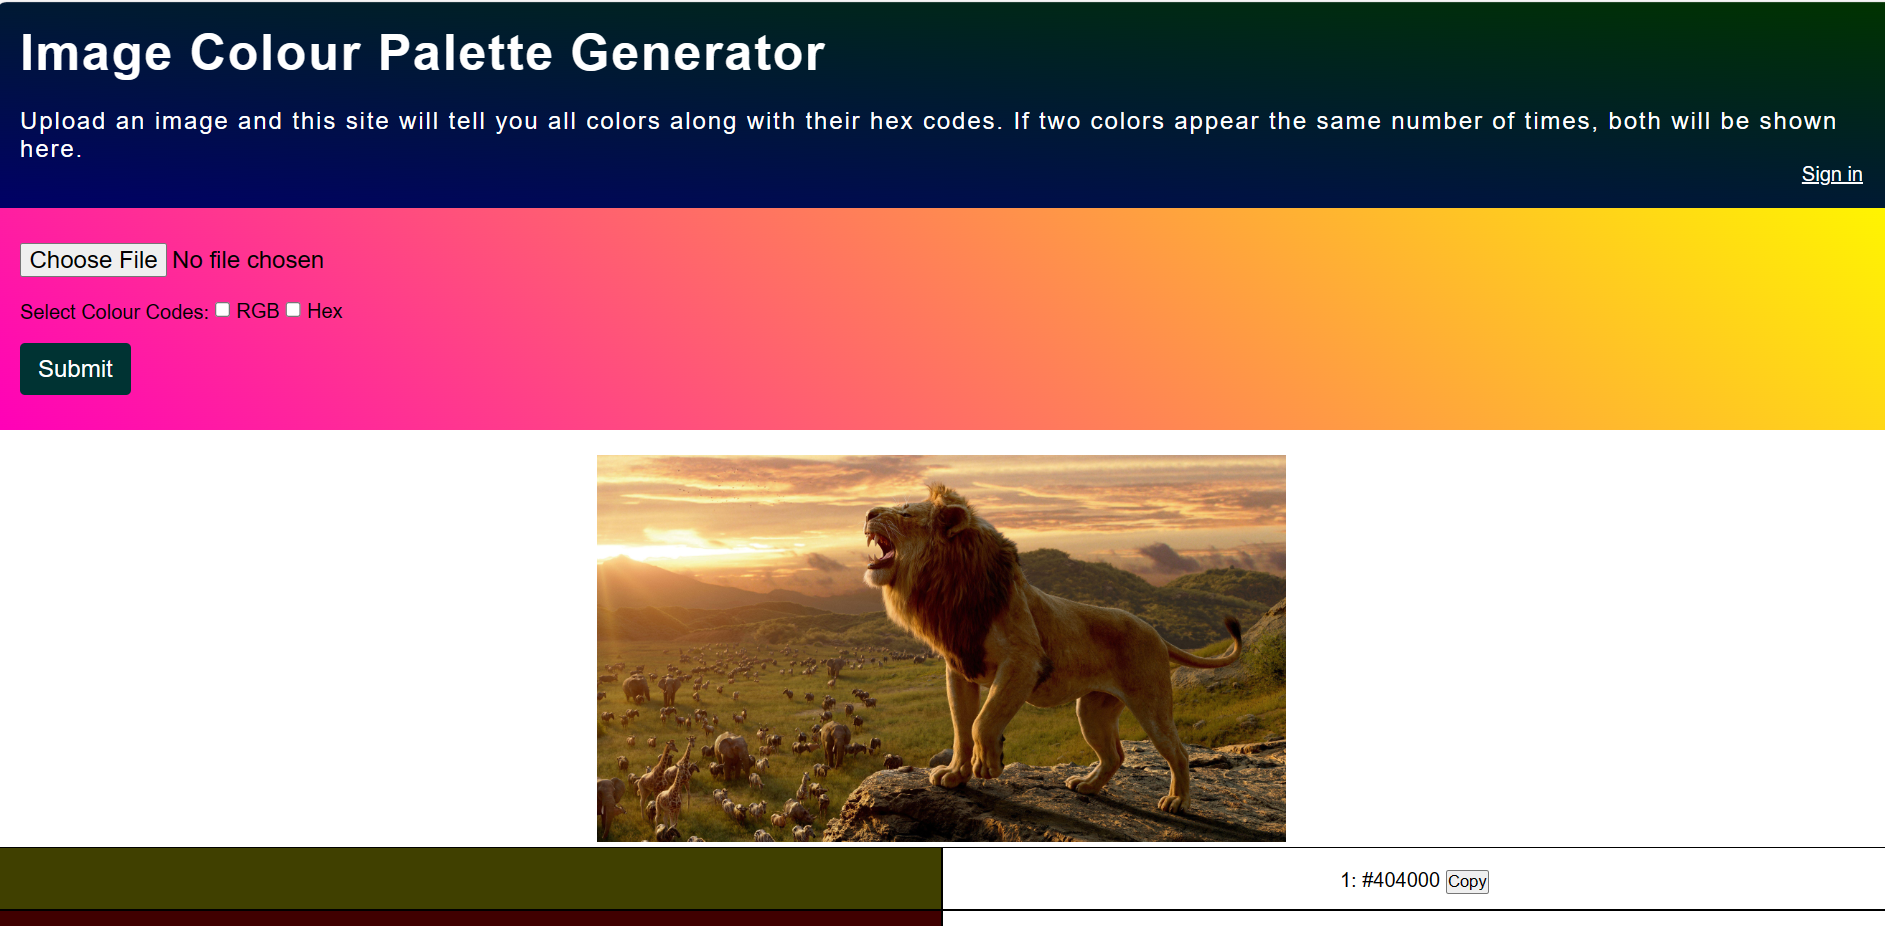 Image Colour Palette Generator
Upload an image and this site will tell you all colors along with their hex codes. If two colors appear the same number of times, both will be shown
here.
Sign in
Choose File No file chosen
Select Colour Codes: RGB Hex
Submit
1: #404000 Copy